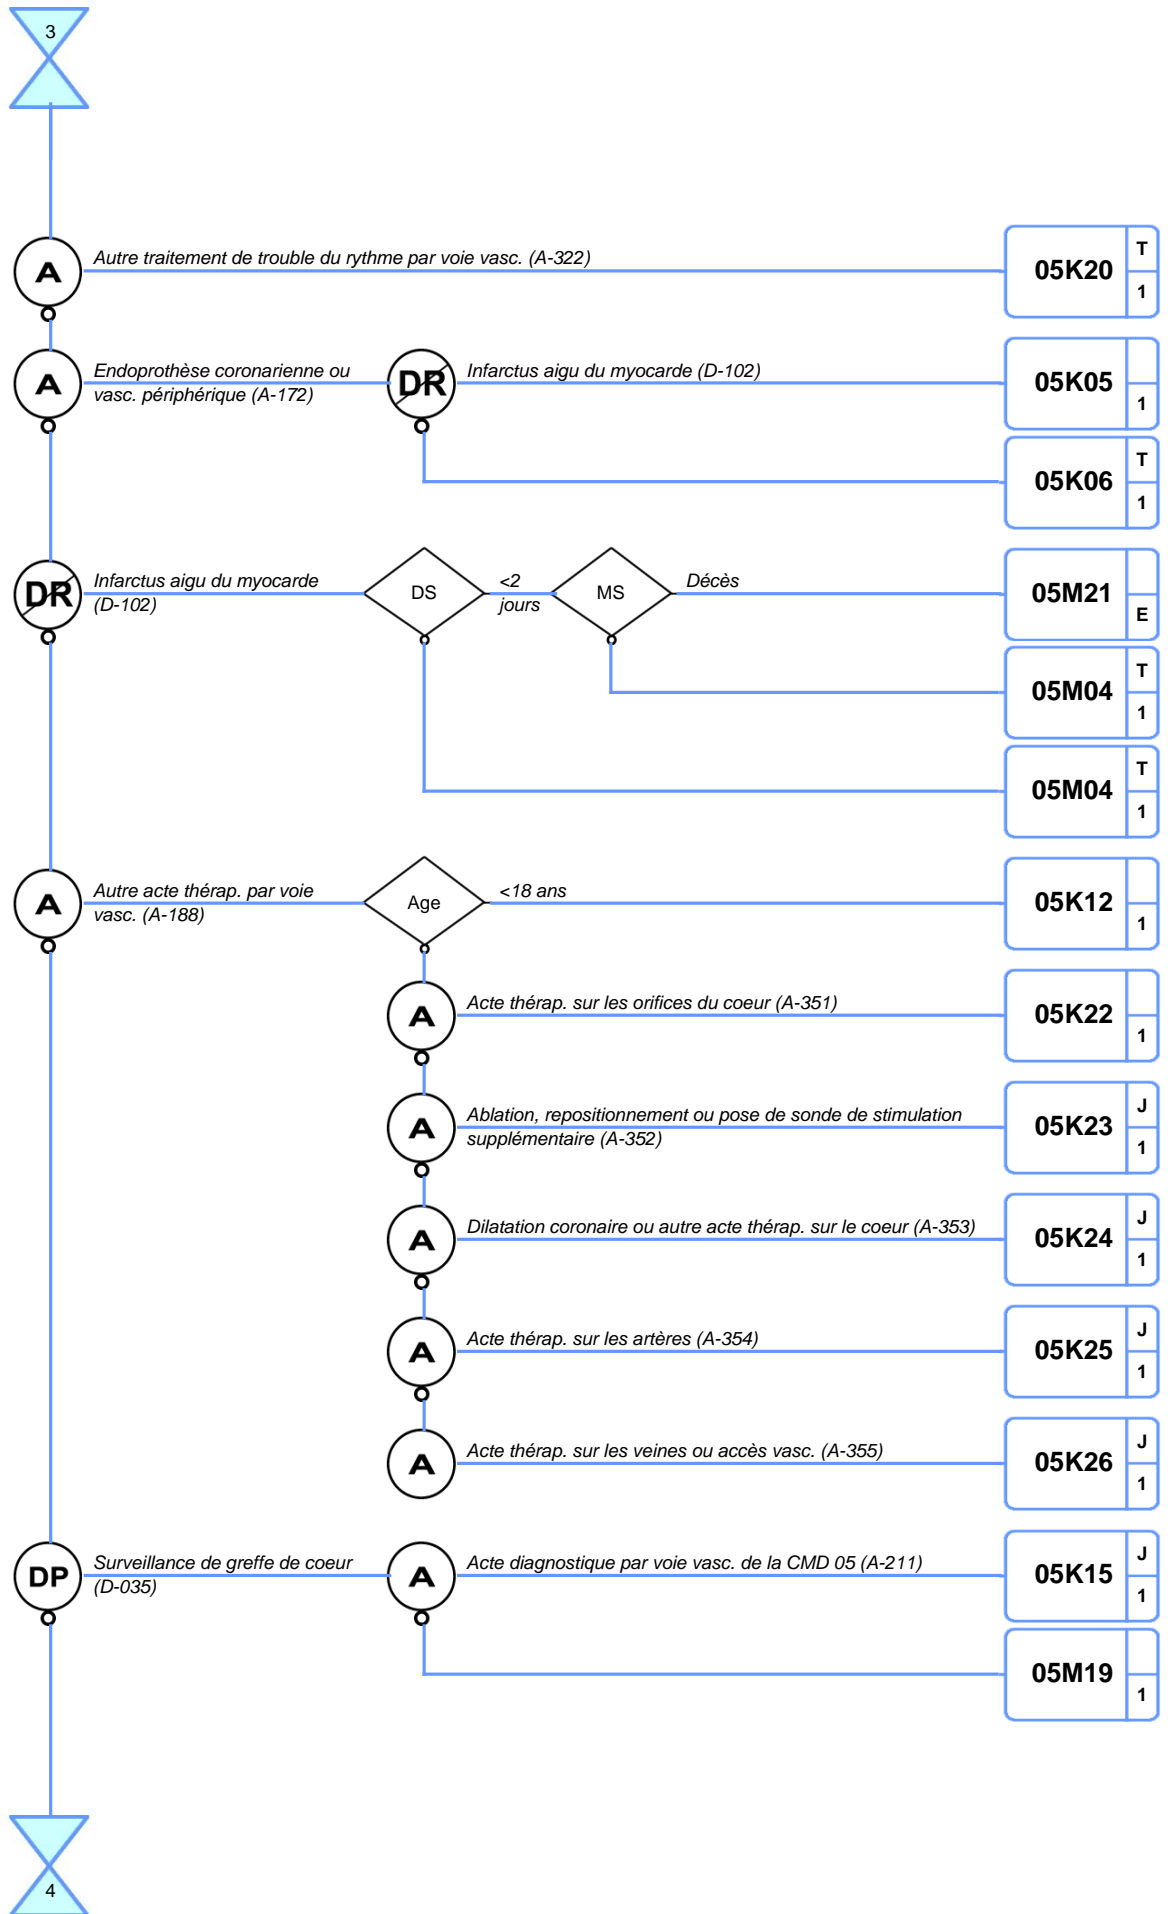 3
A
Autre traitement de trouble du rythme par voie vasc. (A-322)
05K20
T
1
A
Endoprothèse coronarienne ou
vasc. périphérique (A-172)
DR
Infarctus aigu du myocarde (D-102)
05K05
1
05K06
T
1
DR
Infarctus aigu du myocarde
(D-102)
DS
<2
jours
MS
Décès
05M21
E
05M04
T
1
05M04
T
1
A
Autre acte thérap. par voie
vasc. (A-188)
Age
<18 ans
05K12
1
A
Acte thérap. sur les orifices du coeur (A-351)
05K22
1
A
Ablation, repositionnement ou pose de sonde de stimulation
supplémentaire (A-352)
05K23
J
1
A
Dilatation coronaire ou autre acte thérap. sur le coeur (A-353)
05K24
J
1
A
Acte thérap. sur les artères (A-354)
05K25
J
1
A
Acte thérap. sur les veines ou accès vasc. (A-355)
05K26
J
1
DP
Surveillance de greffe de coeur
(D-035)
A
Acte diagnostique par voie vasc. de la CMD 05 (A-211)
05K15
J
1
05M19
1
4